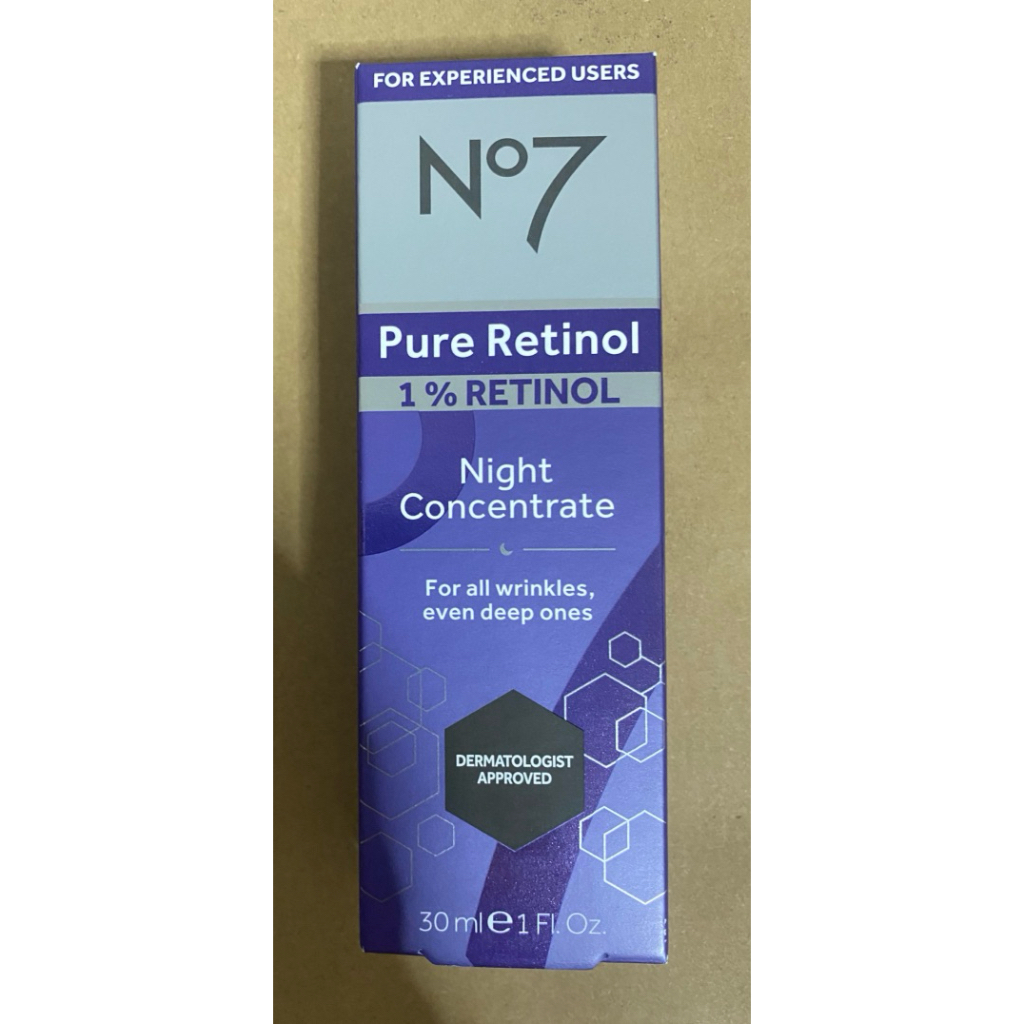 FOR EXPERIENCED USERS
Nº7
Pure Retinol
1 % RETINOL
Night
Concentrate
For all wrinkles,
even deep ones
DERMATOLOGIST
APPROVED
30 ml ℮ 1 Fl. Oz.